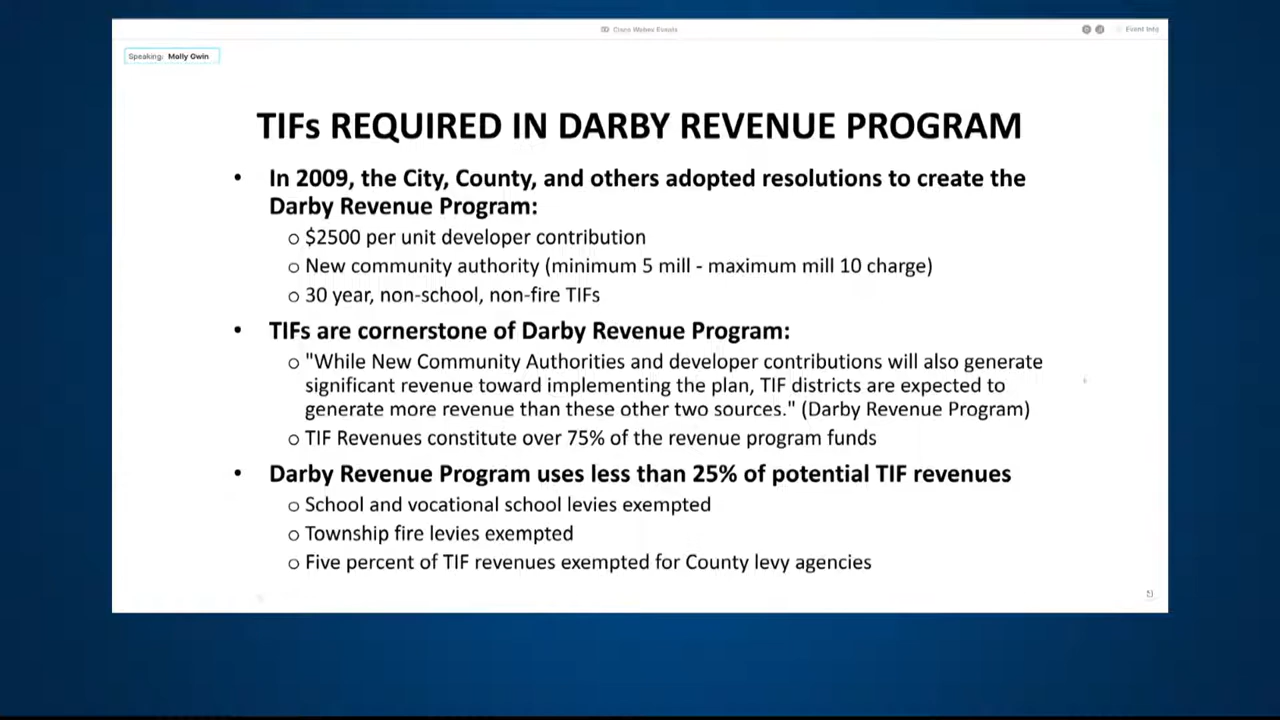 Cisco Webex Events
Event Info
Speaking: Molly Gwin
TIFs REQUIRED IN DARBY REVENUE PROGRAM
• In 2009, the City, County, and others adopted resolutions to create the
Darby Revenue Program:
o $2500 per unit developer contribution
o New community authority (minimum 5 mill - maximum mill 10 charge)
o 30 year, non-school, non-fire TIFs
• TIFs are cornerstone of Darby Revenue Program:
o "While New Community Authorities and developer contributions will also generate
significant revenue toward implementing the plan, TIF districts are expected to
generate more revenue than these other two sources." (Darby Revenue Program)
o TIF Revenues constitute over 75% of the revenue program funds
• Darby Revenue Program uses less than 25% of potential TIF revenues
o School and vocational school levies exempted
o Township fire levies exempted
o Five percent of TIF revenues exempted for County levy agencies